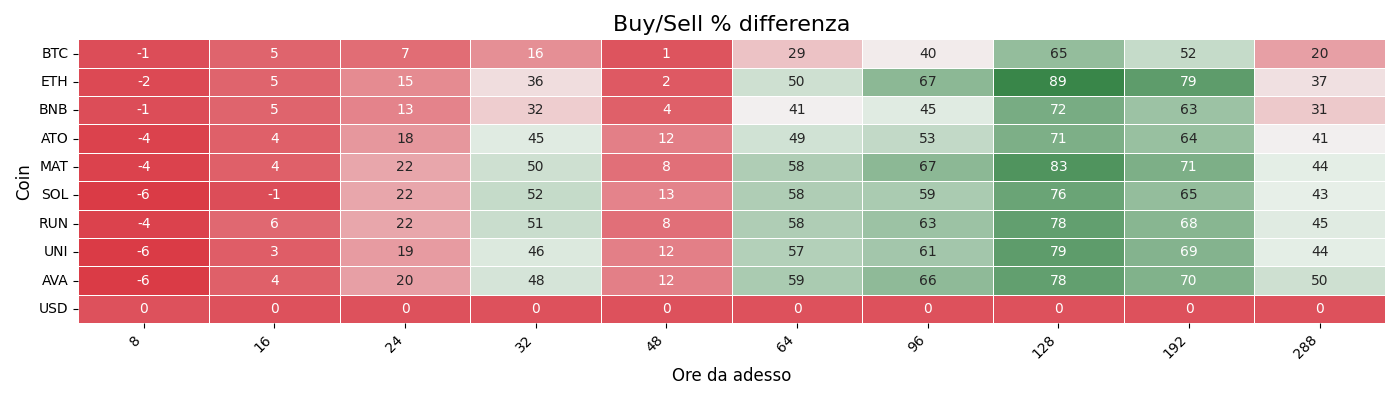 Buy/Sell % differenza
Coin
BTC -1 5 7 16 1 29 40 65 52 20
ETH -2 5 15 36 2 50 67 89 79 37
BNB -1 5 13 32 4 41 45 72 63 31
ATO -4 4 18 45 12 49 53 71 64 41
MAT -4 4 22 50 8 58 67 83 71 44
SOL -6 -1 22 52 13 58 59 76 65 43
RUN -4 6 22 51 8 58 63 78 68 45
UNI -6 3 19 46 12 57 61 79 69 44
AVA -6 4 20 48 12 59 66 78 70 50
USD 0 0 0 0 0 0 0 0 0 0
8 16 24 32 48 64 96 128 192 288
Ore da adesso